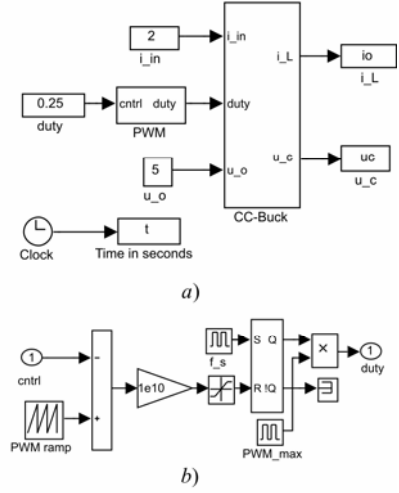 2
i_in
i_in
i_L
io
i_L
0.25
duty
cntrl duty
PWM
duty
5
u_o
u_o
u_c
uc
u_c
CC-Buck
Clock
t
Time in seconds
a)
1
cntrl
−
+
PWM ramp
1e10
f_s
S Q
R !Q
PWM_max
×
1
duty
b)